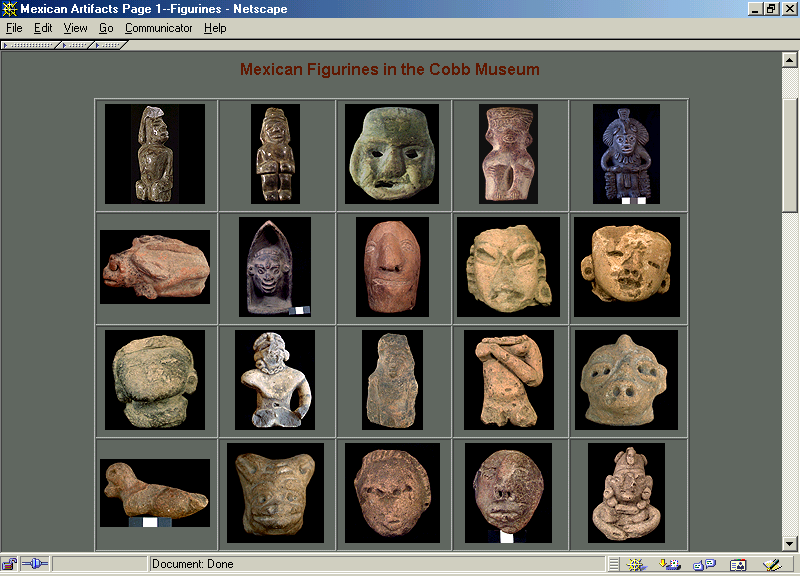 Mexican Artifacts Page 1--Figurines - Netscape
File Edit View Go Communicator Help
Mexican Figurines in the Cobb Museum
Document: Done